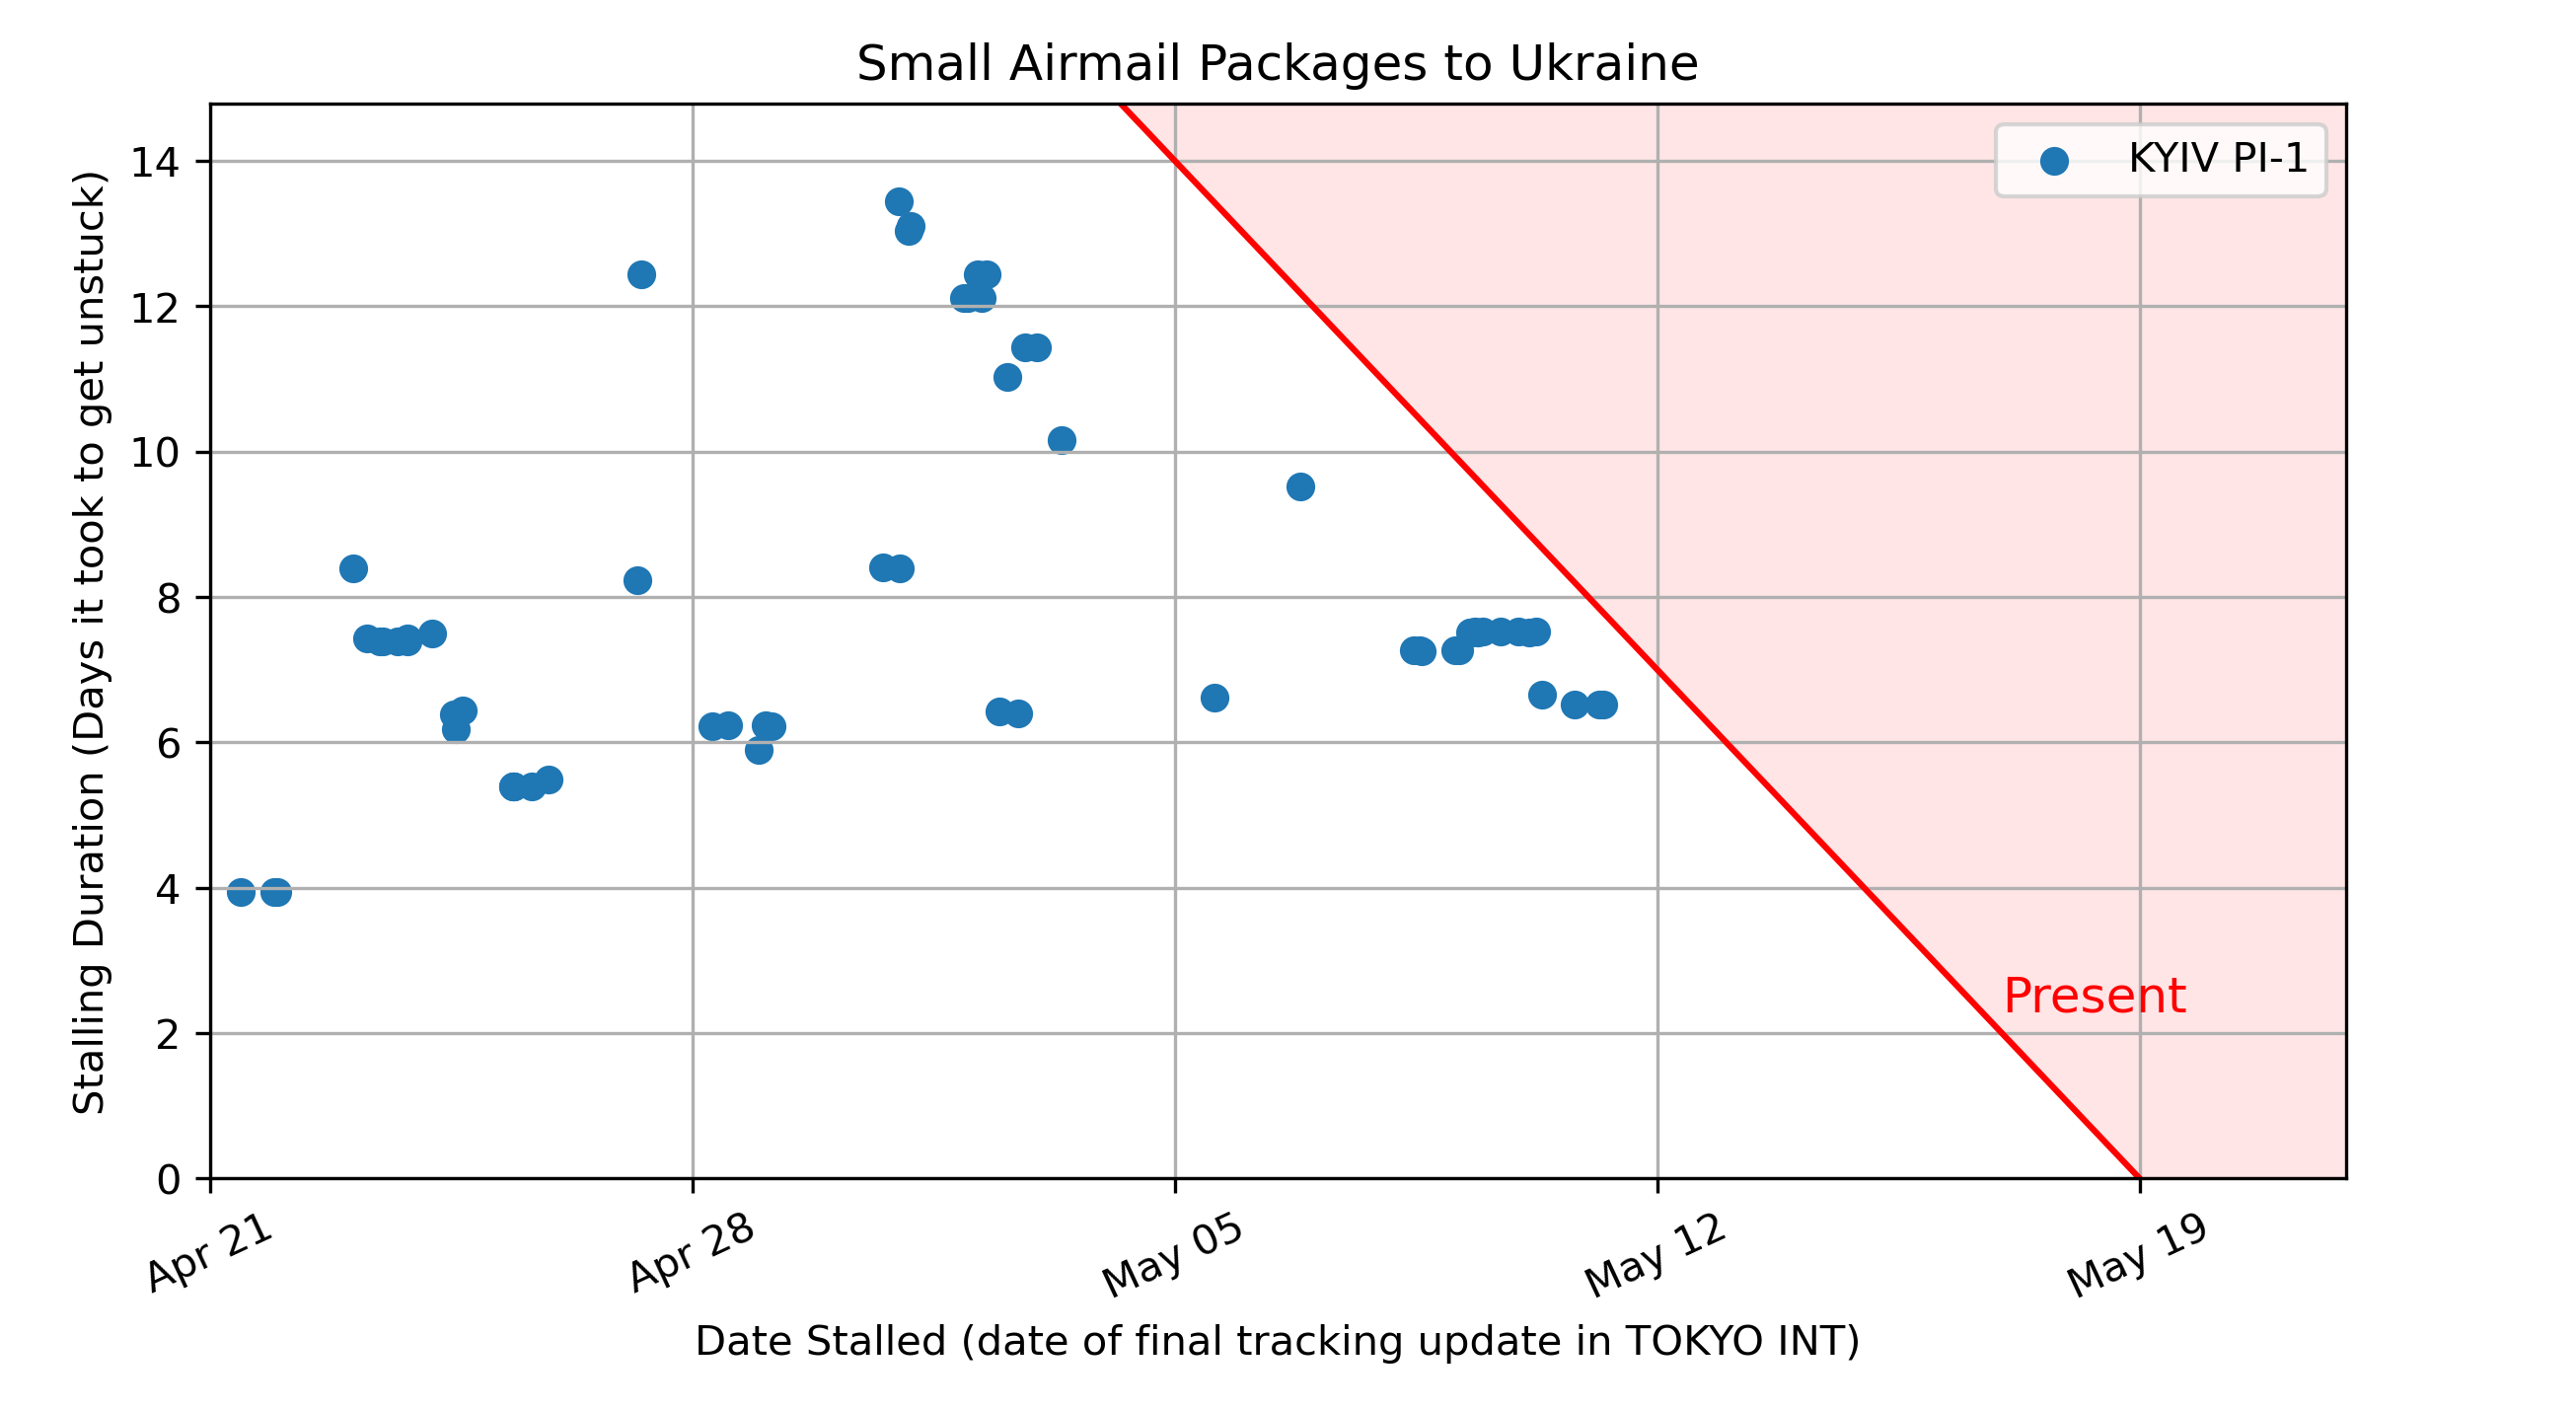 Small Airmail Packages to Ukraine
KYIV PI-1
Stalling Duration (Days it took to get unstuck)
14
12
10
8
6
4
2
0
Present
Apr 21
Apr 28
May 05
May 12
May 19
Date Stalled (date of final tracking update in TOKYO INT)